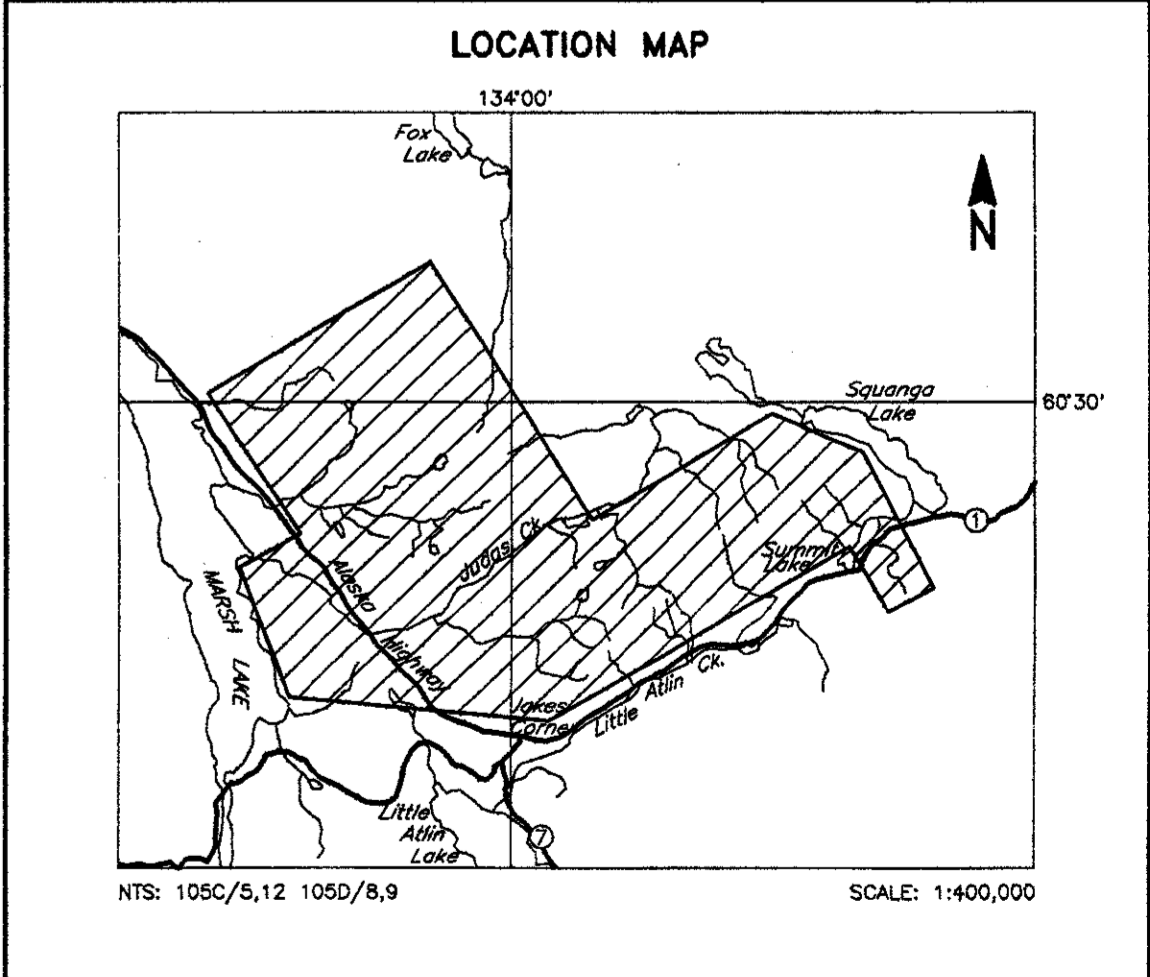 LOCATION MAP
134°00'
Fox
Lake
N
Squanga
Lake
60°30'
1
Judas Ck.
Summit
Lake
Alaska
Highway
MARSH
LAKE
Jakes
Corner
Little Atlin Ck.
Little
Atlin
Lake
7
NTS: 105C/5,12 105D/8,9
SCALE: 1:400,000